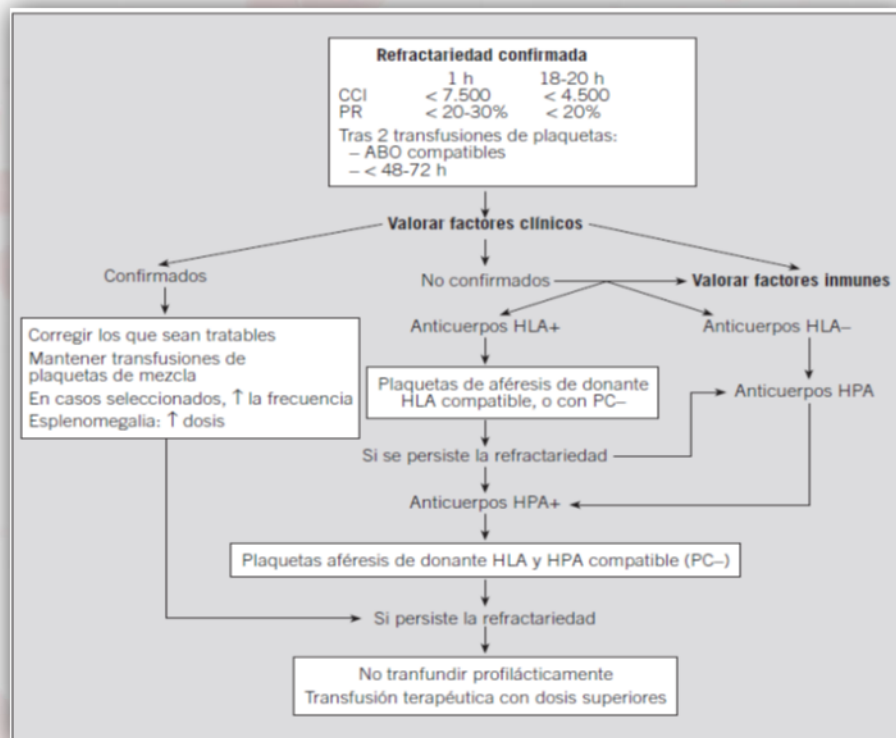 Refractariedad confirmada
1 h 18-20 h
CCI < 7.500 < 4.500
PR < 20-30% < 20%
Tras 2 transfusiones de plaquetas:
– ABO compatibles
– < 48-72 h
Valorar factores clínicos
Confirmados
No confirmados
Valorar factores inmunes
Corregir los que sean tratables
Mantener transfusiones de
plaquetas de mezcla
En casos seleccionados, ↑ la frecuencia
Esplenomegalia: ↑ dosis
Anticuerpos HLA+
Anticuerpos HLA–
Plaquetas de aféresis de donante
HLA compatible, o con PC–
Anticuerpos HPA
Si se persiste la refractariedad
Anticuerpos HPA+
Plaquetas aféresis de donante HLA y HPA compatible (PC–)
Si persiste la refractariedad
No tranfundir profilácticamente
Transfusión terapéutica con dosis superiores